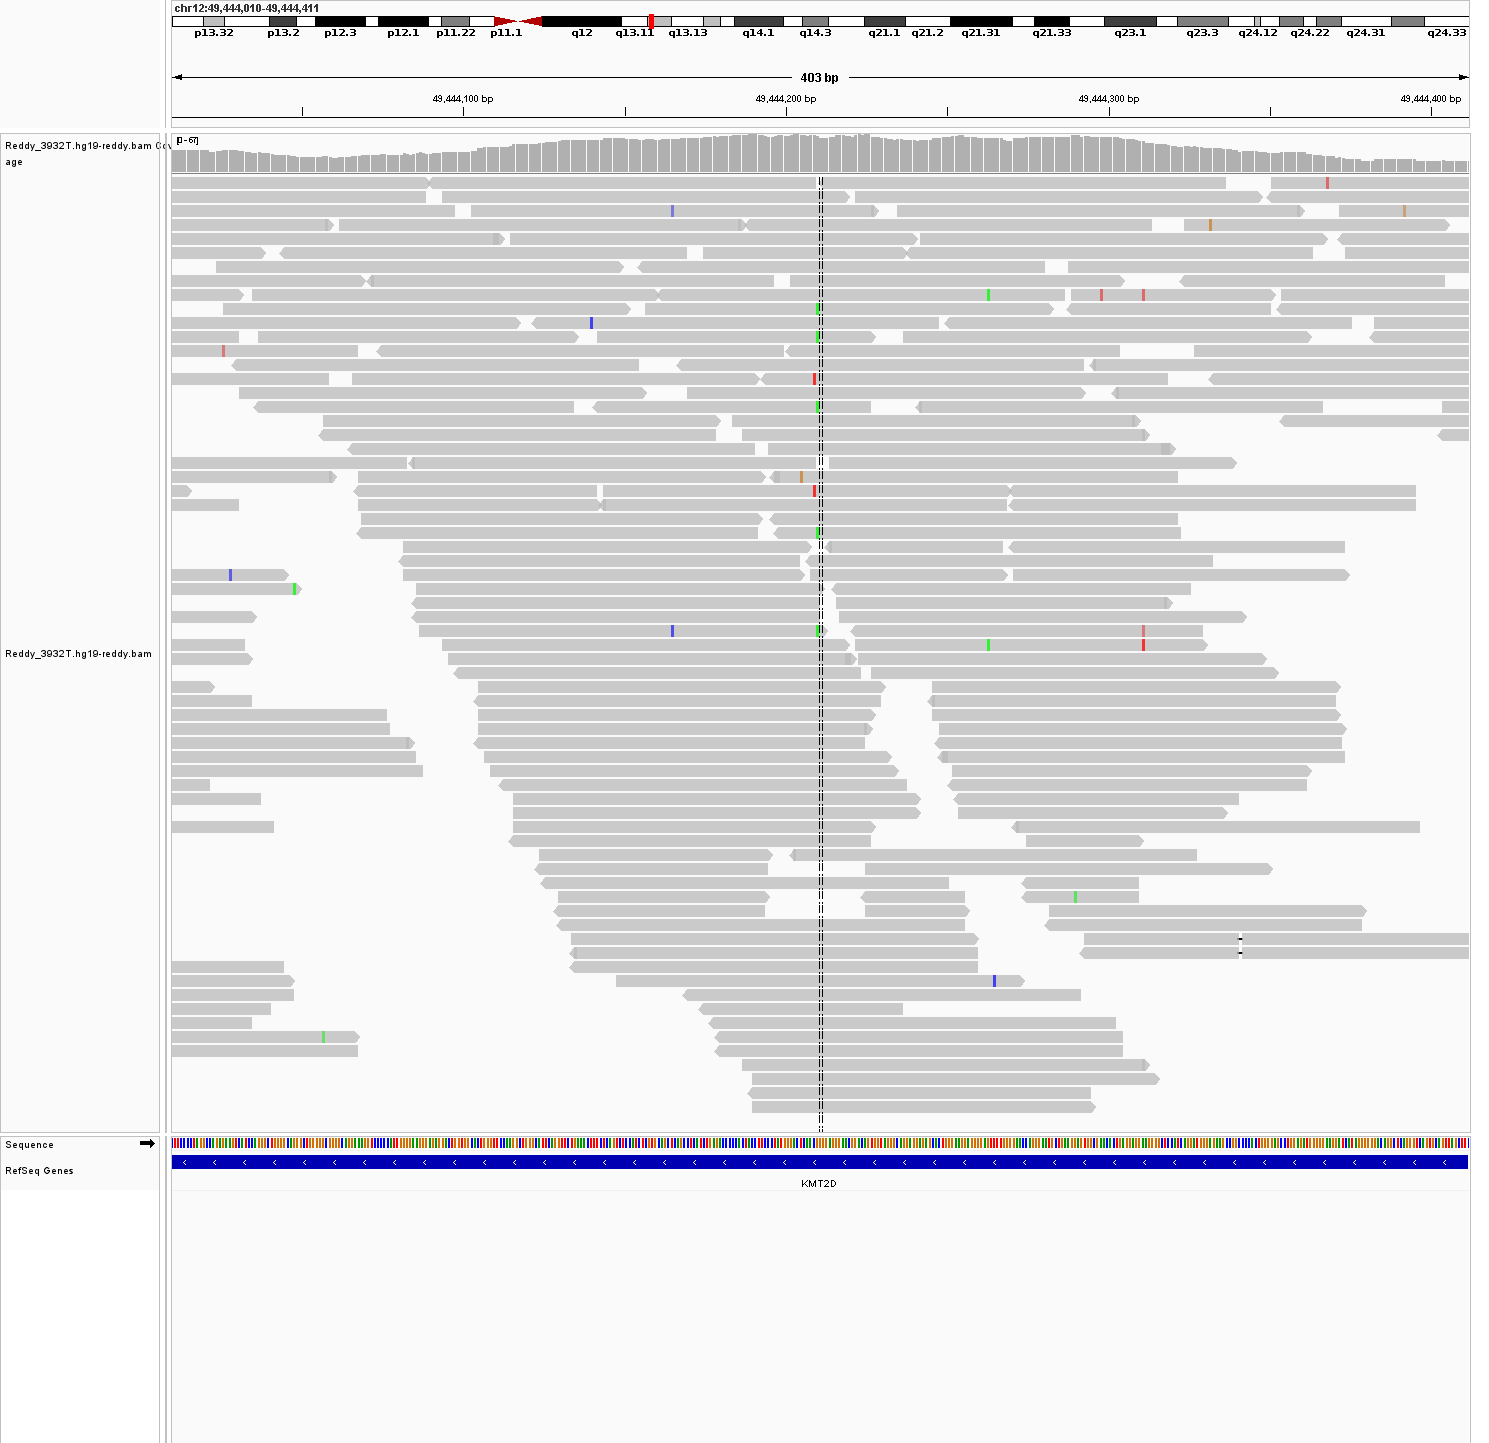 chr12:49,444,010-49,444,411
p13.32 p13.2 p12.3 p12.1 p11.22 p11.1 q12 q13.11 q13.13 q14.1 q14.3 q21.1 q21.2 q21.31 q21.33 q23.1 q23.3 q24.12 q24.22 q24.31 q24.33
403 bp
49,444,100 bp 49,444,200 bp 49,444,300 bp 49,444,400 bp
[0 - 67]
Reddy_3932T.hg19-reddy.bam Cov
age
Reddy_3932T.hg19-reddy.bam
Sequence
RefSeq Genes
KMT2D